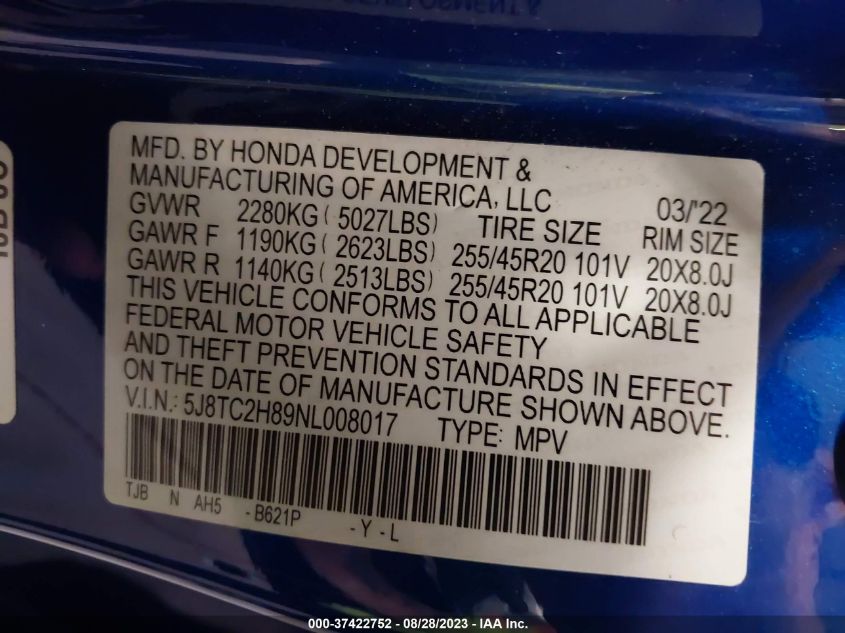 MFD. BY HONDA DEVELOPMENT &
MANUFACTURING OF AMERICA, LLC 03/'22
GVWR 2280KG ( 5027LBS) TIRE SIZE RIM SIZE
GAWR F 1190KG ( 2623LBS) 255/45R20 101V 20X8.0J
GAWR R 1140KG ( 2513LBS) 255/45R20 101V 20X8.0J
THIS VEHICLE CONFORMS TO ALL APPLICABLE
FEDERAL MOTOR VEHICLE SAFETY
AND THEFT PREVENTION STANDARDS IN EFFECT
ON THE DATE OF MANUFACTURE SHOWN ABOVE.
V.I.N.: 5J8TC2H89NL008017 TYPE: MPV
TJB N AH5 -B621P -Y-L
000-37422752 - 08/28/2023 - IAA Inc.